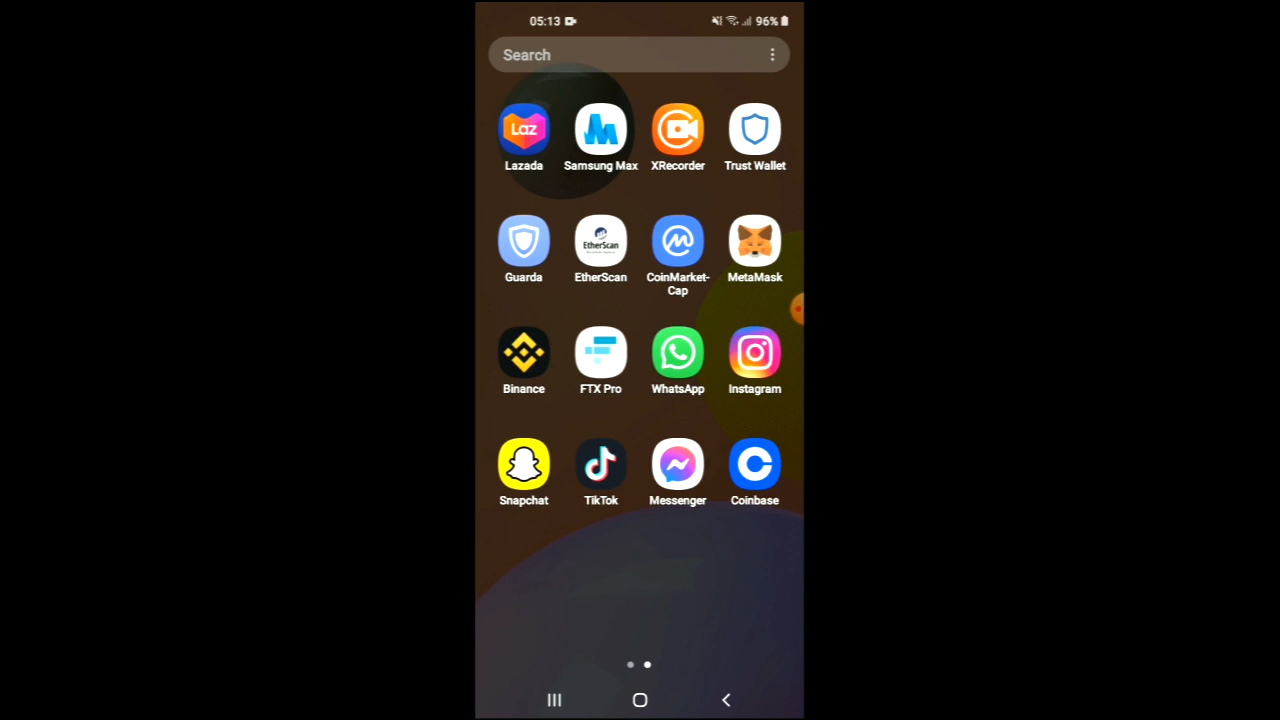 05:13
96%
Search
Laz
Lazada
Samsung Max
XRecorder
Trust Wallet
EtherScan
Guarda
EtherScan
CoinMarket-
Cap
MetaMask
Binance
FTX Pro
WhatsApp
Instagram
Snapchat
TikTok
Messenger
Coinbase